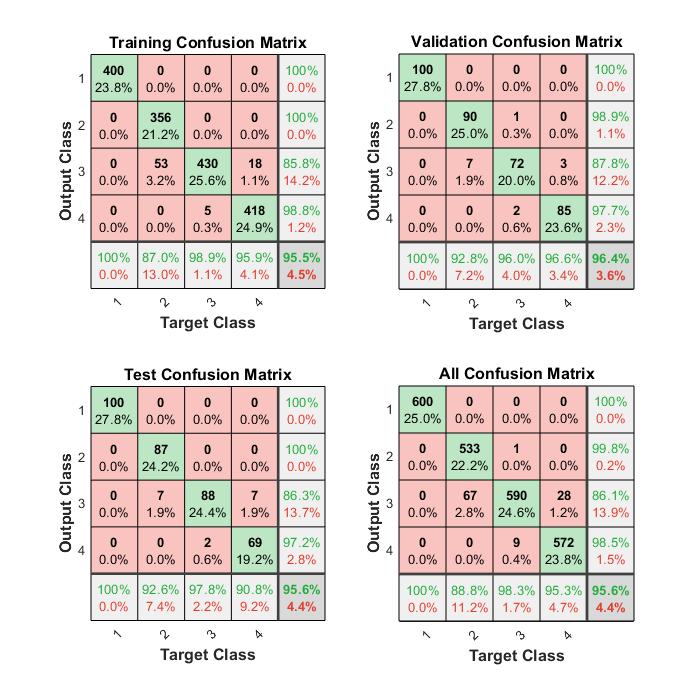 Training Confusion Matrix
1 400 0 0 0 100%
23.8% 0.0% 0.0% 0.0% 0.0%
2 0 356 0 0 100%
0.0% 21.2% 0.0% 0.0% 0.0%
3 0 53 430 18 85.8%
0.0% 3.2% 25.6% 1.1% 14.2%
4 0 0 5 418 98.8%
0.0% 0.0% 0.3% 24.9% 1.2%
100% 87.0% 98.9% 95.9% 95.5%
0.0% 13.0% 1.1% 4.1% 4.5%
1 2 3 4
Target Class
Output Class
Validation Confusion Matrix
1 100 0 0 0 100%
27.8% 0.0% 0.0% 0.0% 0.0%
2 0 90 1 0 98.9%
0.0% 25.0% 0.3% 0.0% 1.1%
3 0 7 72 3 87.8%
0.0% 1.9% 20.0% 0.8% 12.2%
4 0 0 2 85 97.7%
0.0% 0.0% 0.6% 23.6% 2.3%
100% 92.8% 96.0% 96.6% 96.4%
0.0% 7.2% 4.0% 3.4% 3.6%
1 2 3 4
Target Class
Output Class
Test Confusion Matrix
1 100 0 0 0 100%
27.8% 0.0% 0.0% 0.0% 0.0%
2 0 87 0 0 100%
0.0% 24.2% 0.0% 0.0% 0.0%
3 0 7 88 7 86.3%
0.0% 1.9% 24.4% 1.9% 13.7%
4 0 0 2 69 97.2%
0.0% 0.0% 0.6% 19.2% 2.8%
100% 92.6% 97.8% 90.8% 95.6%
0.0% 7.4% 2.2% 9.2% 4.4%
1 2 3 4
Target Class
Output Class
All Confusion Matrix
1 600 0 0 0 100%
25.0% 0.0% 0.0% 0.0% 0.0%
2 0 533 1 0 99.8%
0.0% 22.2% 0.0% 0.0% 0.2%
3 0 67 590 28 86.1%
0.0% 2.8% 24.6% 1.2% 13.9%
4 0 0 9 572 98.5%
0.0% 0.0% 0.4% 23.8% 1.5%
100% 88.8% 98.3% 95.3% 95.6%
0.0% 11.2% 1.7% 4.7% 4.4%
1 2 3 4
Target Class
Output Class